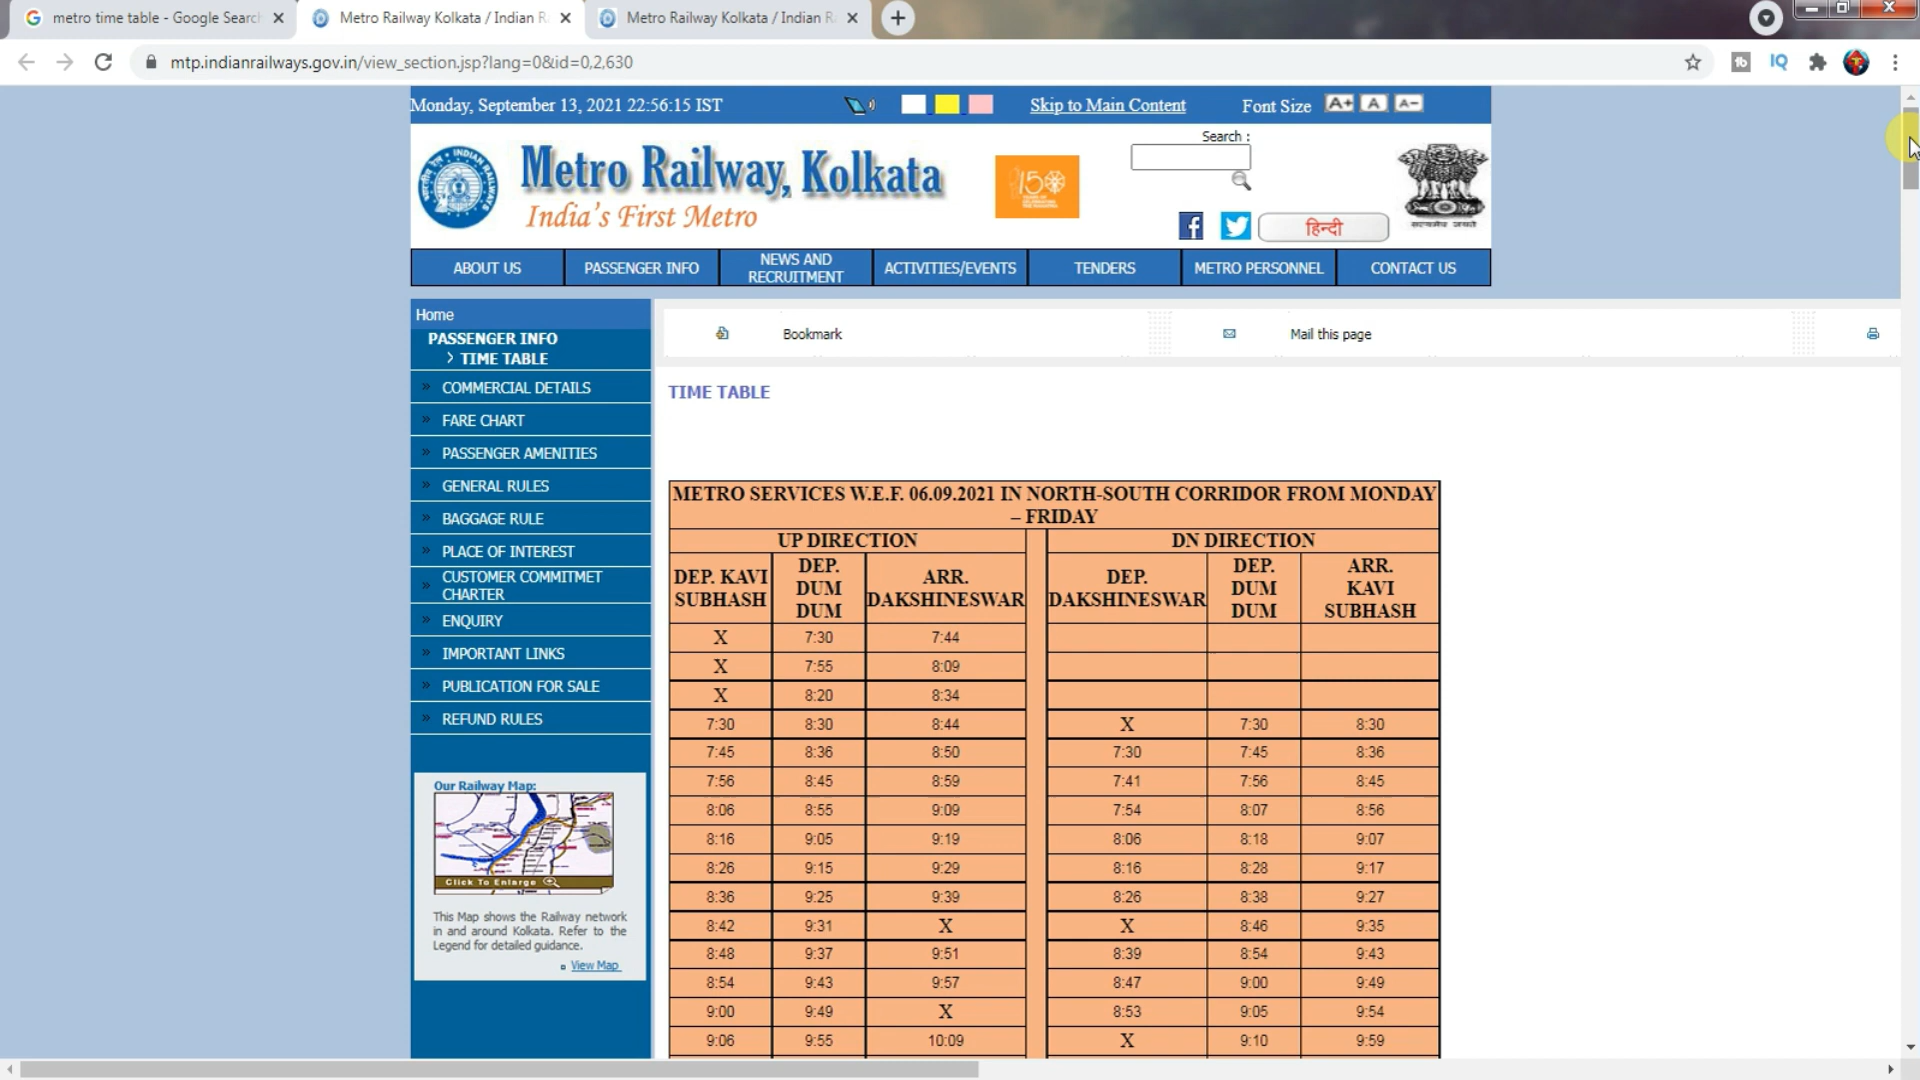 metro time table - Google Search
Metro Railway Kolkata / Indian R
Metro Railway Kolkata / Indian R
mtp.indianrailways.gov.in/view_section.jsp?lang=0&id=0,2,630
Monday, September 13, 2021 22:56:15 IST
Skip to Main Content
Font Size A+ A A-
Search :
Metro Railway, Kolkata
India's First Metro
हिन्दी
ABOUT US
PASSENGER INFO
NEWS AND RECRUITMENT
ACTIVITIES/EVENTS
TENDERS
METRO PERSONNEL
CONTACT US
Home
PASSENGER INFO
> TIME TABLE
COMMERCIAL DETAILS
FARE CHART
PASSENGER AMENITIES
GENERAL RULES
BAGGAGE RULE
PLACE OF INTEREST
CUSTOMER COMMITMET
CHARTER
ENQUIRY
IMPORTANT LINKS
PUBLICATION FOR SALE
REFUND RULES
Our Railway Map:
Click To Enlarge
This Map shows the Railway network
in and around Kolkata. Refer to the
Legend for detailed guidance.
View Map
Bookmark
Mail this page
TIME TABLE
METRO SERVICES W.E.F. 06.09.2021 IN NORTH-SOUTH CORRIDOR FROM MONDAY
– FRIDAY
UP DIRECTION DN DIRECTION
DEP. KAVI SUBHASH DEP. DUM DUM ARR. DAKSHINESWAR DEP. DAKSHINESWAR DEP. DUM DUM ARR. KAVI SUBHASH
X 7:30 7:44
X 7:55 8:09
X 8:20 8:34
7:30 8:30 8:44 X 7:30 8:30
7:45 8:36 8:50 7:30 7:45 8:36
7:56 8:45 8:59 7:41 7:56 8:45
8:06 8:55 9:09 7:54 8:07 8:56
8:16 9:05 9:19 8:06 8:18 9:07
8:26 9:15 9:29 8:16 8:28 9:17
8:36 9:25 9:39 8:26 8:38 9:27
8:42 9:31 X X 8:46 9:35
8:48 9:37 9:51 8:39 8:54 9:43
8:54 9:43 9:57 8:47 9:00 9:49
9:00 9:49 X 8:53 9:05 9:54
9:06 9:55 10:09 X 9:10 9:59